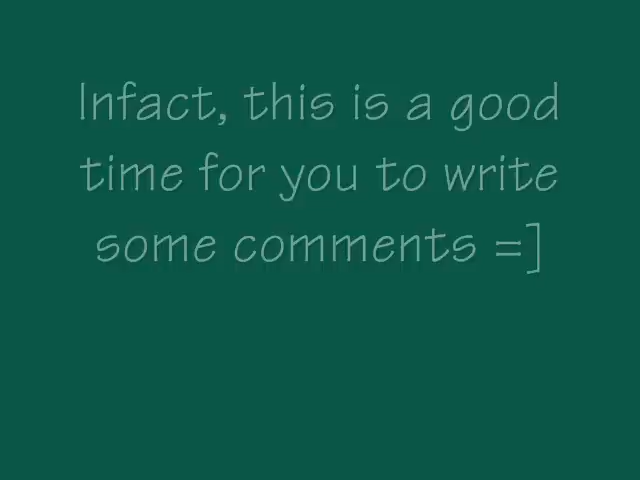 Infact, this is a good
time for you to write
some comments =]